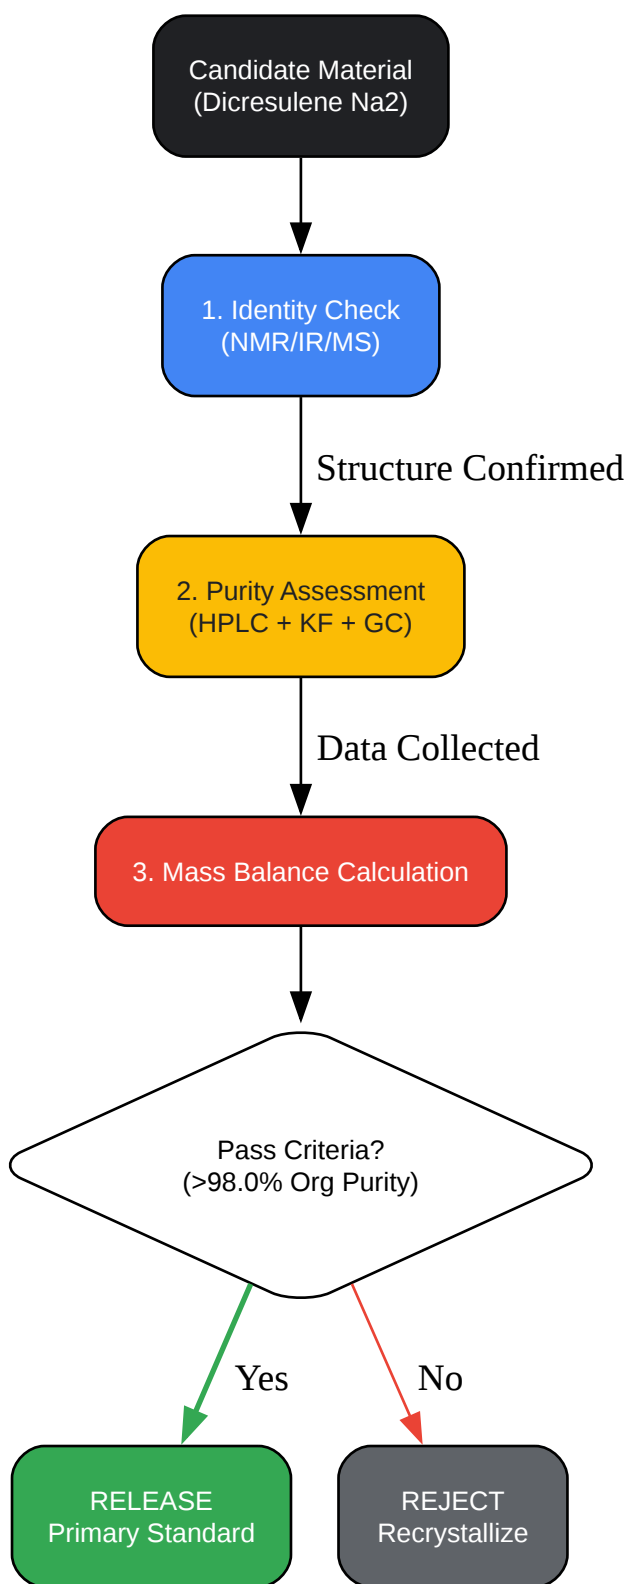 Candidate Material
(Dicresulene Na2)
1. Identity Check
(NMR/IR/MS)
Structure Confirmed
2. Purity Assessment
(HPLC + KF + GC)
Data Collected
3. Mass Balance Calculation
Pass Criteria?
(>98.0% Org Purity)
Yes
No
RELEASE
Primary Standard
REJECT
Recrystallize